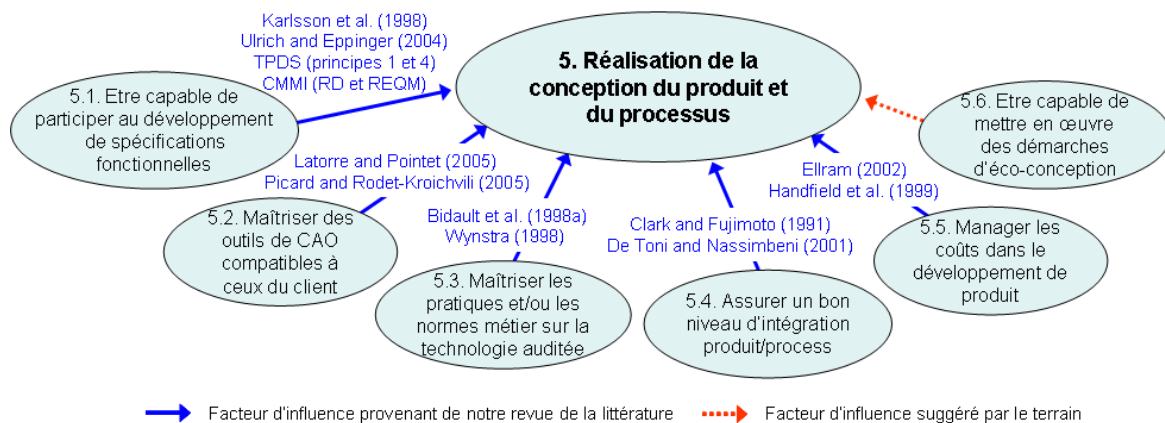 Karlsson et al. (1998)
Ulrich and Eppinger (2004)
TPDS (principes 1 et 4)
CMMI (RD et REQM)
5. Réalisation de la
conception du produit et
du processus
5.1. Etre capable de
participer au développement
de spécifications
fonctionnelles
5.6. Etre capable de
mettre en œuvre
des démarches
d'éco-conception
Latorre and Pointet (2005)
Picard and Rodet-Kroichvili (2005)
Ellram (2002)
Handfield et al. (1999)
5.2. Maîtriser des
outils de CAO
compatibles à
ceux du client
Bidault et al. (1998a)
Wynstra (1998)
Clark and Fujimoto (1991)
De Toni and Nassimbeni (2001)
5.5. Manager les
coûts dans le
développement de
produit
5.3. Maîtriser les
pratiques et/ou les
normes métier sur la
technologie auditée
5.4. Assurer un bon
niveau d'intégration
produit/process
Facteur d'influence provenant de notre revue de la littérature
Facteur d'influence suggéré par le terrain